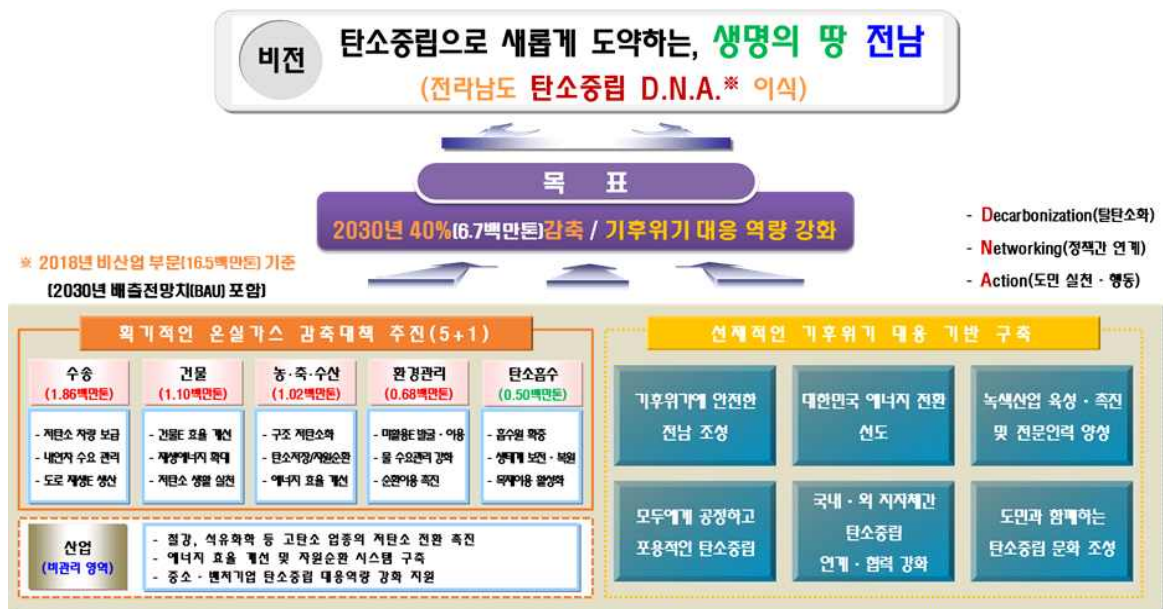 비전
탄소중립으로 새롭게 도약하는, 생명의 땅 전남
(전라남도 탄소중립 D.N.A.※ 이식)
목 표
2030년 40%(6.7백만톤)감축 / 기후위기 대응 역량 강화
- Decarbonization(탈탄소화)
- Networking(정책간 연계)
- Action(도민 실천 · 행동)
※ 2018년 비산업 부문(16.5백만톤) 기준
(2030년 배출전망치(BAU) 포함)
획기적인 온실가스 감축대책 추진(5+1)
수송
(1.86백만톤)
- 저탄소 차량 보급
- 내연차 수요 관리
- 도로 재생E 생산
건물
(1.10백만톤)
- 건물E 효율 개선
- 재생에너지 확대
- 저탄소 생활 실천
농·축·수산
(1.02백만톤)
- 구조 저탄소화
- 탄소저장/자원순환
- 에너지 효율 개선
환경관리
(0.68백만톤)
- 미활용E 발굴 · 이용
- 물 수요관리 강화
- 순환이용 촉진
탄소흡수
(0.50백만톤)
- 흡수원 확충
- 생태계 보전 · 복원
- 목재이용 활성화
산업
(비관리 영역)
- 철강, 석유화학 등 고탄소 업종의 저탄소 전환 촉진
- 에너지 효율 개선 및 자원순환 시스템 구축
- 중소 · 벤처기업 탄소중립 대응역량 강화 지원
선제적인 기후위기 대응 기반 구축
기후위기에 안전한
전남 조성
대한민국 에너지 전환
선도
녹색산업 육성 · 촉진
및 전문인력 양성
모두에게 공정하고
포용적인 탄소중립
국내 · 외 지자체간
탄소중립
연계 · 협력 강화
도민과 함께하는
탄소중립 문화 조성